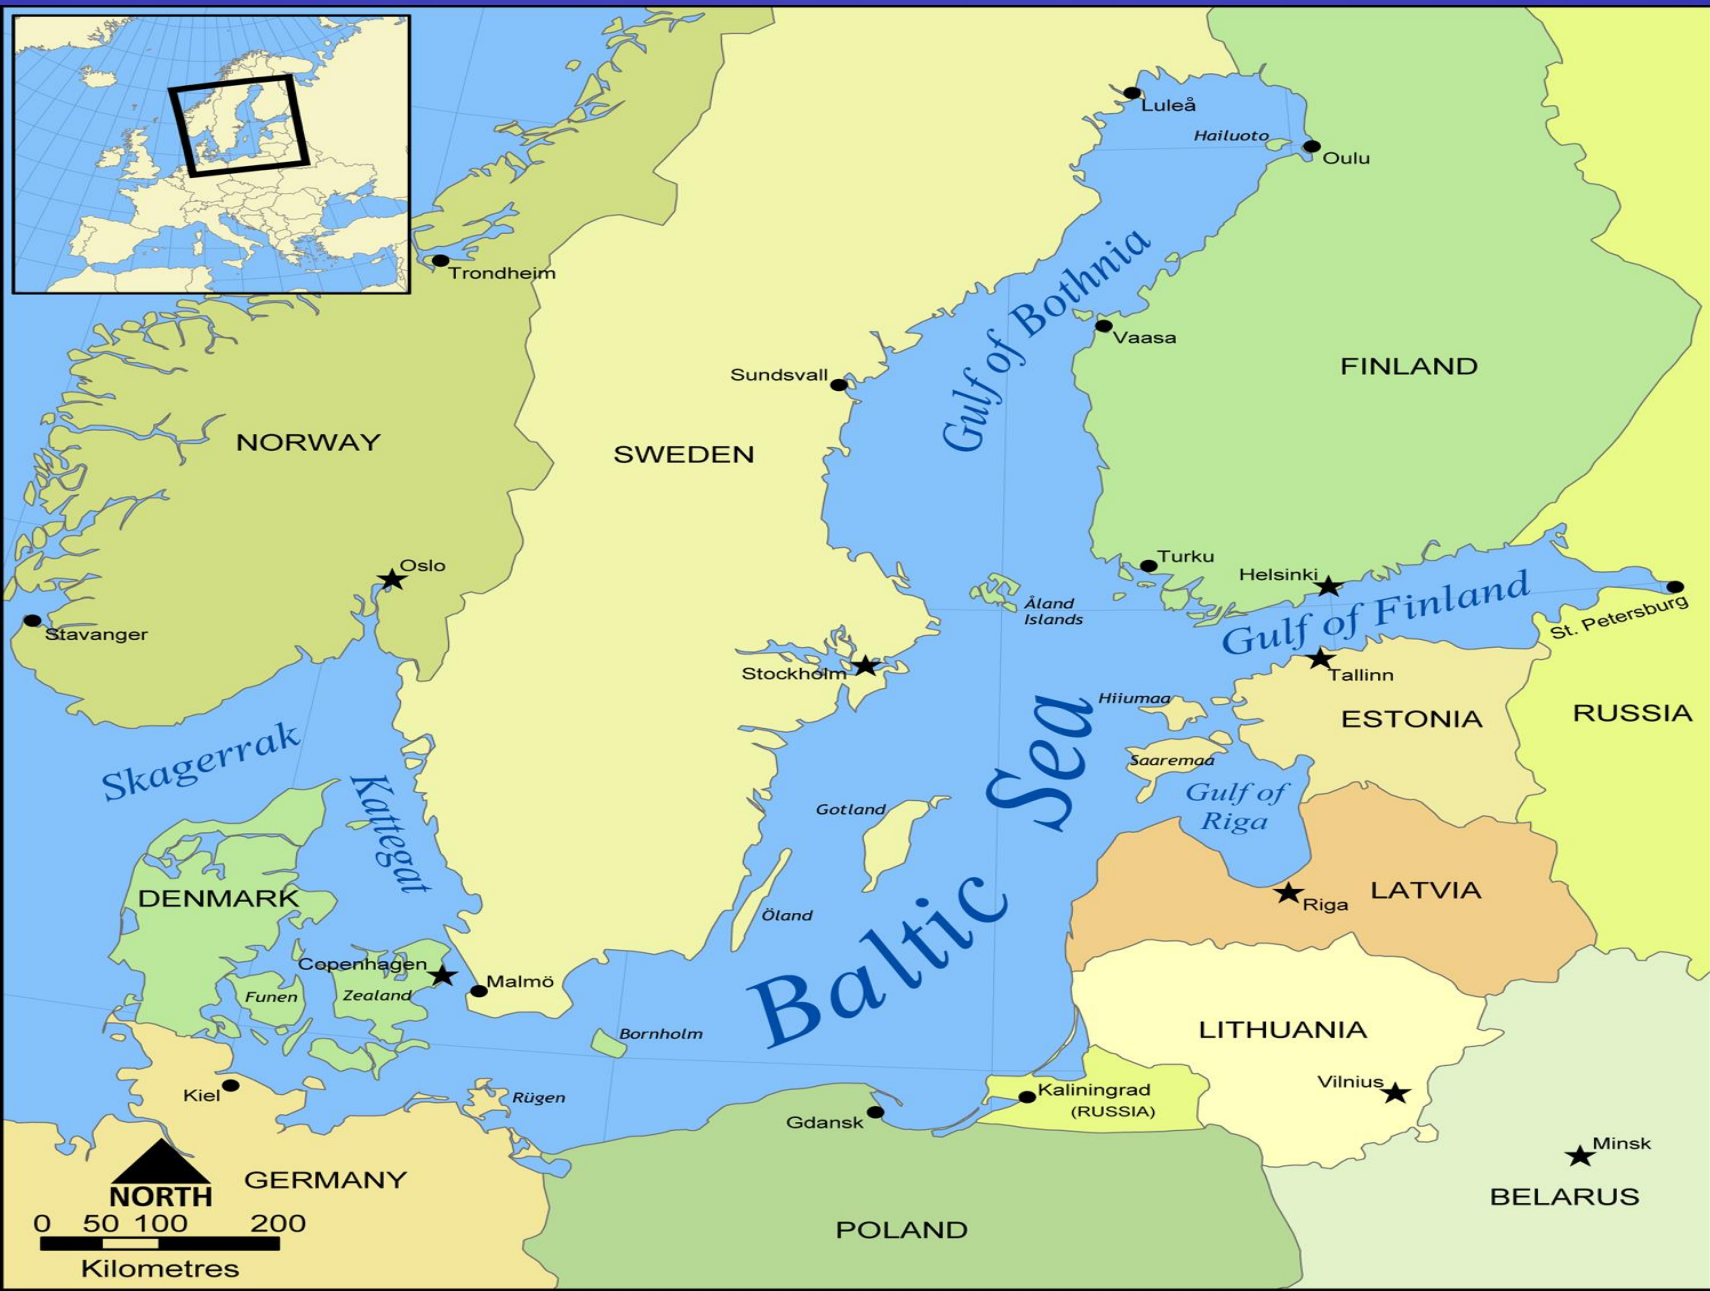 Luleå
Hailuoto
Oulu
Trondheim
Gulf of Bothnia
Vaasa
FINLAND
Sundsvall
NORWAY
SWEDEN
Oslo
Turku
Helsinki
Åland
Islands
Gulf of Finland
St. Petersburg
Stavanger
Stockholm
Tallinn
Hiiumaa
ESTONIA
RUSSIA
Skagerrak
Kattegat
Saaremaa
Gulf of
Riga
Gotland
Baltic Sea
DENMARK
LATVIA
Riga
Öland
Copenhagen
Malmö
Funen
Zealand
Bornholm
LITHUANIA
Vilnius
Kiel
Rügen
Kaliningrad
(RUSSIA)
Gdansk
Minsk
GERMANY
BELARUS
POLAND
NORTH
0 50 100 200
Kilometres